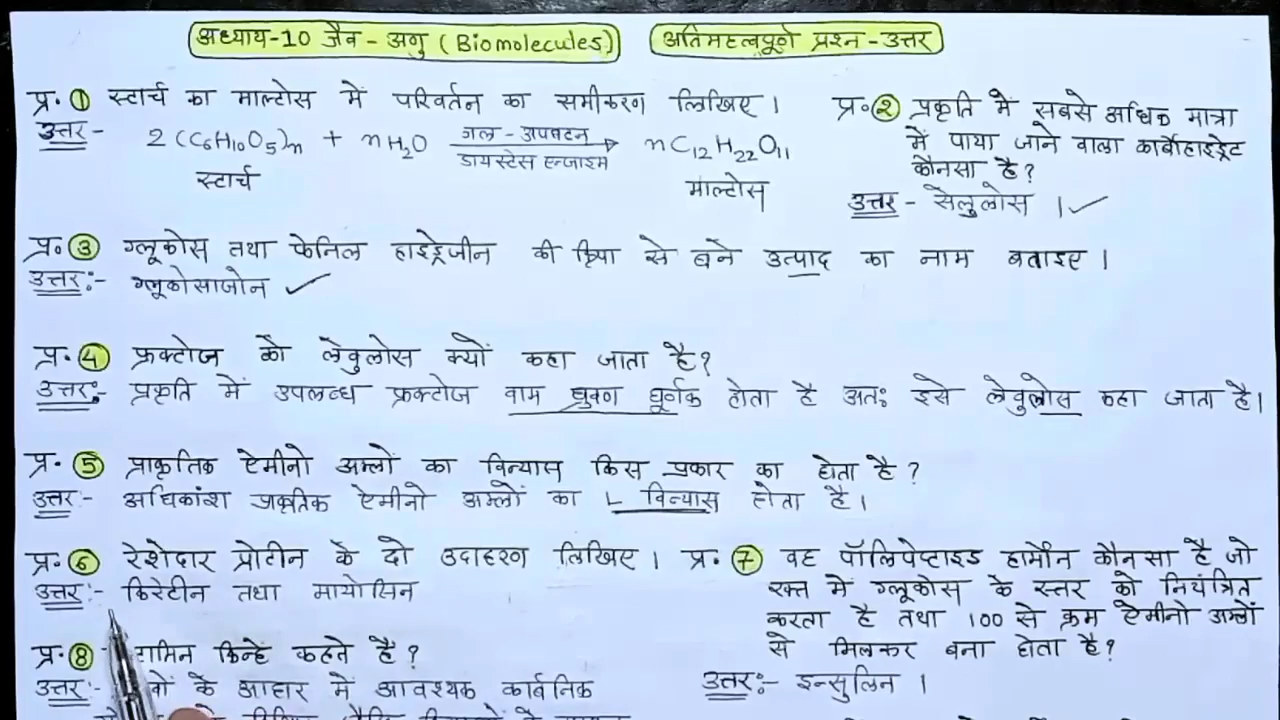 अध्याय-10 जैव-अणु (Biomolecules) अतिमहत्वपूर्ण प्रश्न-उत्तर
प्र. ① स्टार्च का माल्टोस में परिवर्तन का समीकरण लिखिए।
उत्तर - 2(C6H10O5)n + nH2O जल-अपघटन डायस्टेस एन्जाइम → nC12H22O11
स्टार्च माल्टोस
प्र. ② प्रकृति में सबसे अधिक मात्रा
में पाया जाने वाला कार्बोहाइड्रेट
कौनसा है?
उत्तर - सेलुलोस ।✓
प्र. ③ ग्लूकोस तथा फेनिल हाइड्रेजीन की क्रिया से बने उत्पाद का नाम बताइए।
उत्तर:- ग्लूकोसाजोन ✓
प्र. ④ फ्रक्टोज को लेवुलोस क्यों कहा जाता है?
उत्तर:- प्रकृति में उपलब्ध फ्रक्टोज वाम ध्रुवण घूर्णक होता है अतः इसे लेवुलोस कहा जाता है।
प्र. ⑤ प्राकृतिक ऐमीनो अम्लों का विन्यास किस प्रकार का होता है?
उत्तर:- अधिकांश प्राकृतिक ऐमीनो अम्लों का L विन्यास होता है।
प्र. ⑥ रेशेदार प्रोटीन के दो उदाहरण लिखिए।
उत्तर:- किरेटीन तथा मायोसिन
प्र. ⑦ वह पॉलिपेप्टाइड हार्मोन कौनसा है जो
रक्त में ग्लूकोस के स्तर को नियंत्रित
करता है तथा 100 से कम ऐमीनो अम्लों
से मिलकर बना होता है?
उत्तर:- इन्सुलिन ।
प्र. ⑧ किन्हें कहते है?
उत्तर:- के आहार में आवश्यक कार्बनिक